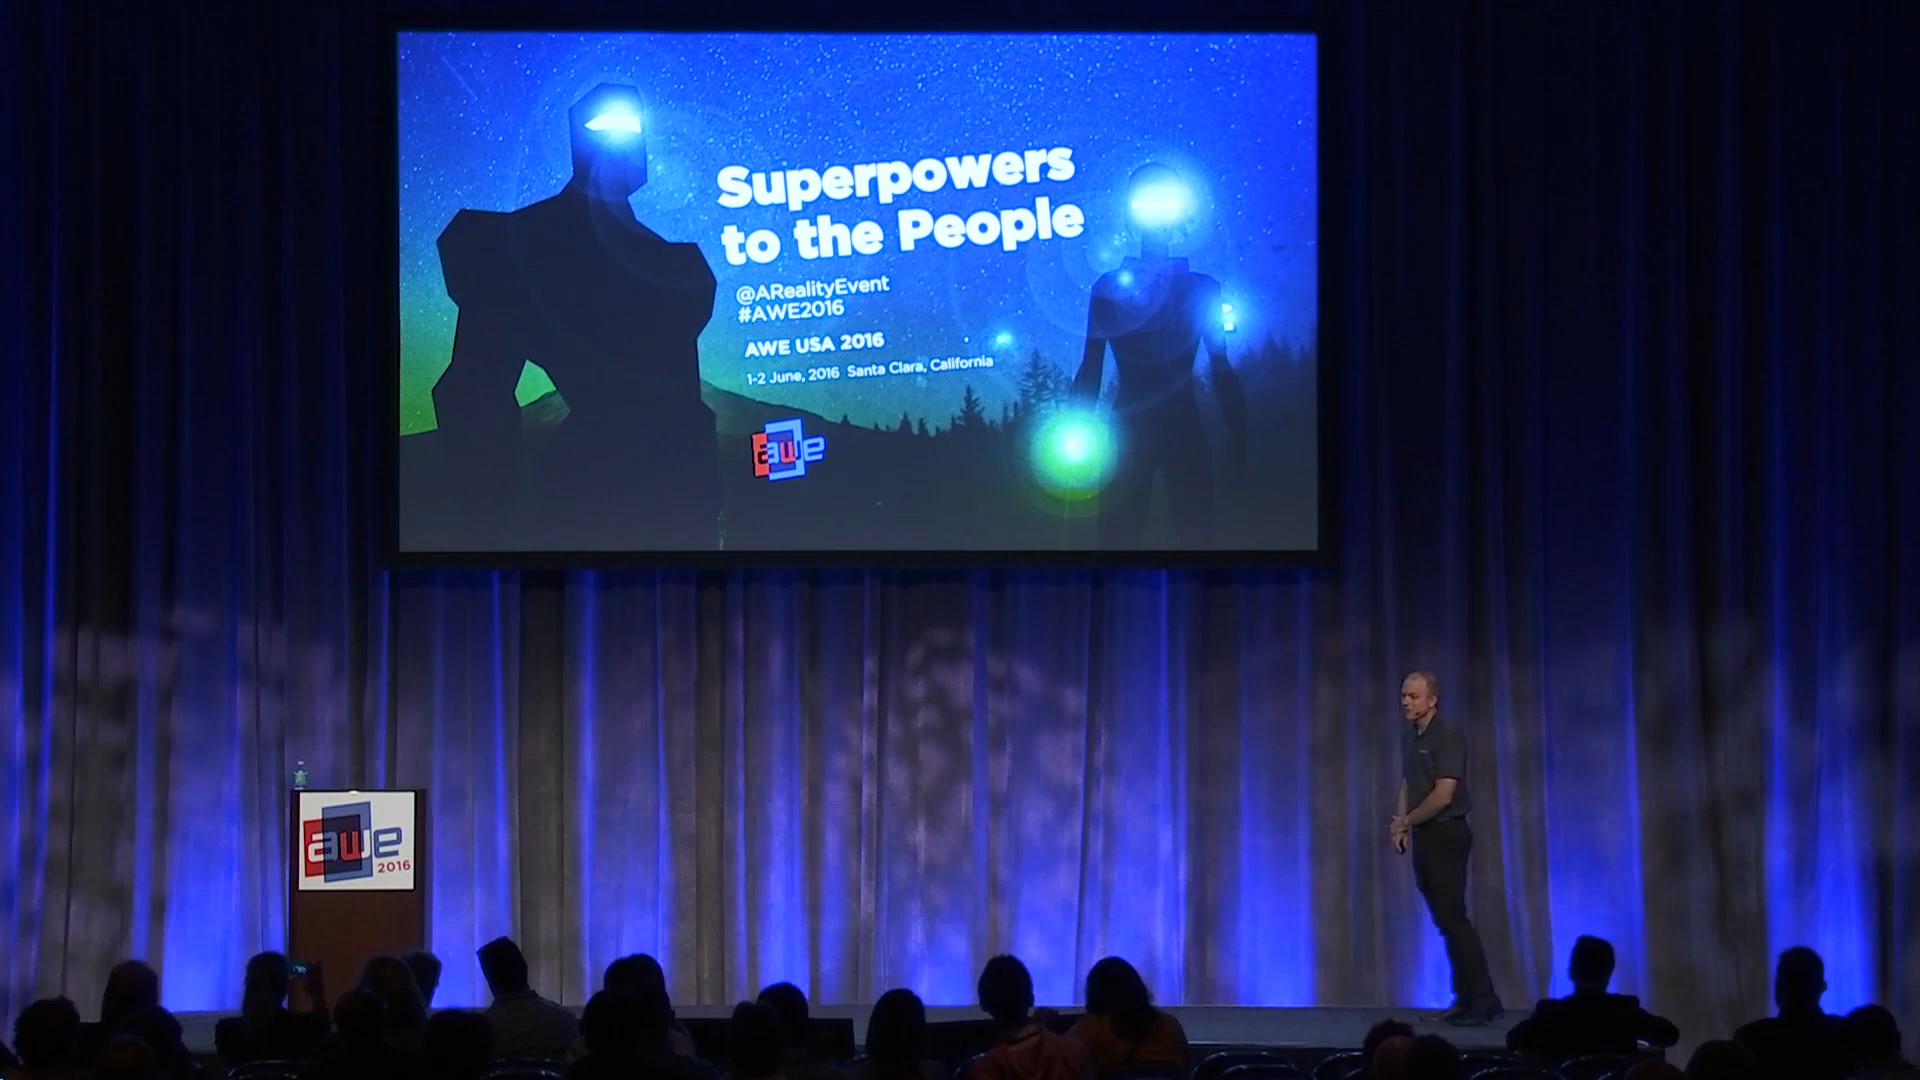 Superpowers
to the People
@ARealityEvent
#AWE2016
AWE USA 2016
1-2 June, 2016 Santa Clara, California
awe
awe
2016